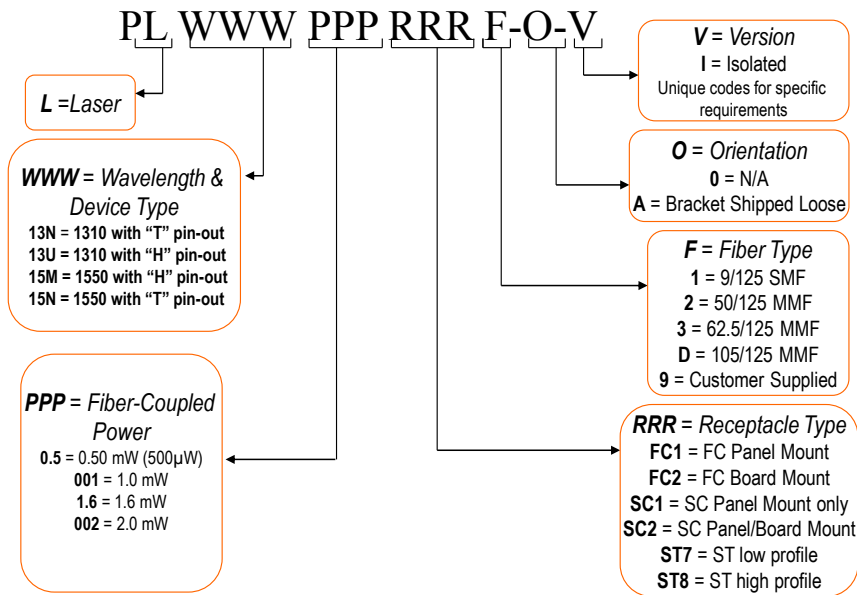 PL WWW PPP RRR F-O-V
L =Laser
WWW = Wavelength &
Device Type
13N = 1310 with “T” pin-out
13U = 1310 with “H” pin-out
15M = 1550 with “H” pin-out
15N = 1550 with “T” pin-out
PPP = Fiber-Coupled
Power
0.5 = 0.50 mW (500µW)
001 = 1.0 mW
1.6 = 1.6 mW
002 = 2.0 mW
V = Version
I = Isolated
Unique codes for specific
requirements
O = Orientation
0 = N/A
A = Bracket Shipped Loose
F = Fiber Type
1 = 9/125 SMF
2 = 50/125 MMF
3 = 62.5/125 MMF
D = 105/125 MMF
9 = Customer Supplied
RRR = Receptacle Type
FC1 = FC Panel Mount
FC2 = FC Board Mount
SC1 = SC Panel Mount only
SC2 = SC Panel/Board Mount
ST7 = ST low profile
ST8 = ST high profile